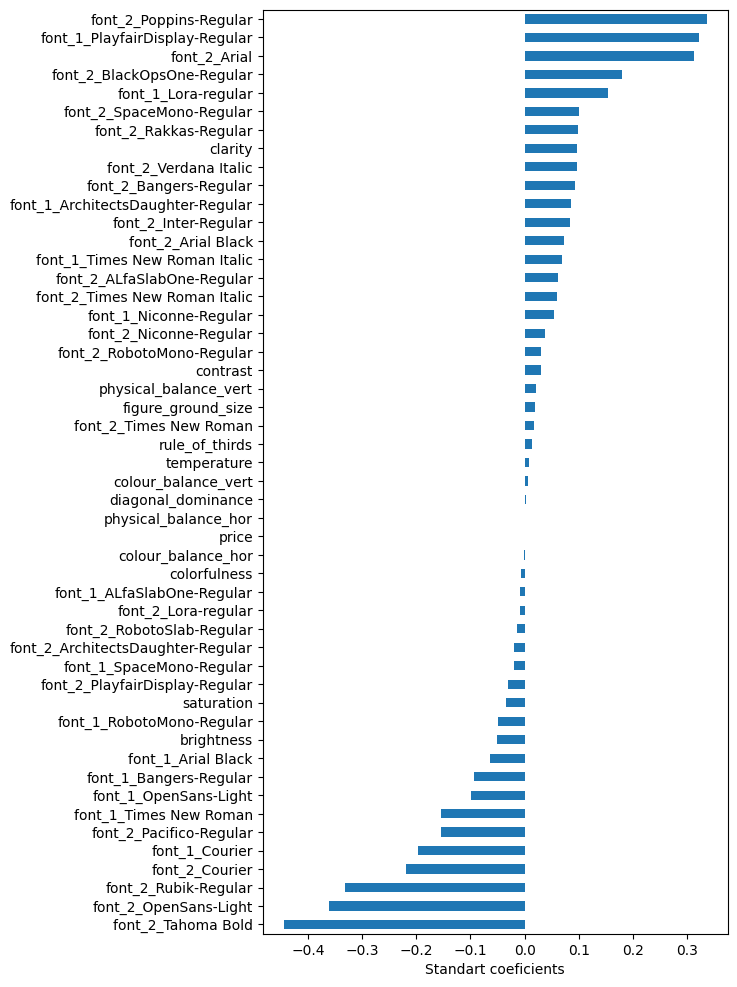 font_2_Poppins-Regular
font_1_PlayfairDisplay-Regular
font_2_Arial
font_2_BlackOpsOne-Regular
font_1_Lora-regular
font_2_SpaceMono-Regular
font_2_Rakkas-Regular
clarity
font_2_Verdana Italic
font_2_Bangers-Regular
font_1_ArchitectsDaughter-Regular
font_2_Inter-Regular
font_2_Arial Black
font_1_Times New Roman Italic
font_2_ALfaSlabOne-Regular
font_2_Times New Roman Italic
font_1_Niconne-Regular
font_2_Niconne-Regular
font_2_RobotoMono-Regular
contrast
physical_balance_vert
figure_ground_size
font_2_Times New Roman
rule_of_thirds
temperature
colour_balance_vert
diagonal_dominance
physical_balance_hor
price
colour_balance_hor
colorfulness
font_1_ALfaSlabOne-Regular
font_2_Lora-regular
font_2_RobotoSlab-Regular
font_2_ArchitectsDaughter-Regular
font_1_SpaceMono-Regular
font_2_PlayfairDisplay-Regular
saturation
font_1_RobotoMono-Regular
brightness
font_1_Arial Black
font_1_Bangers-Regular
font_1_OpenSans-Light
font_1_Times New Roman
font_2_Pacifico-Regular
font_1_Courier
font_2_Courier
font_2_Rubik-Regular
font_2_OpenSans-Light
font_2_Tahoma Bold
−0.4 −0.3 −0.2 −0.1 0.0 0.1 0.2 0.3
Standart coeficients